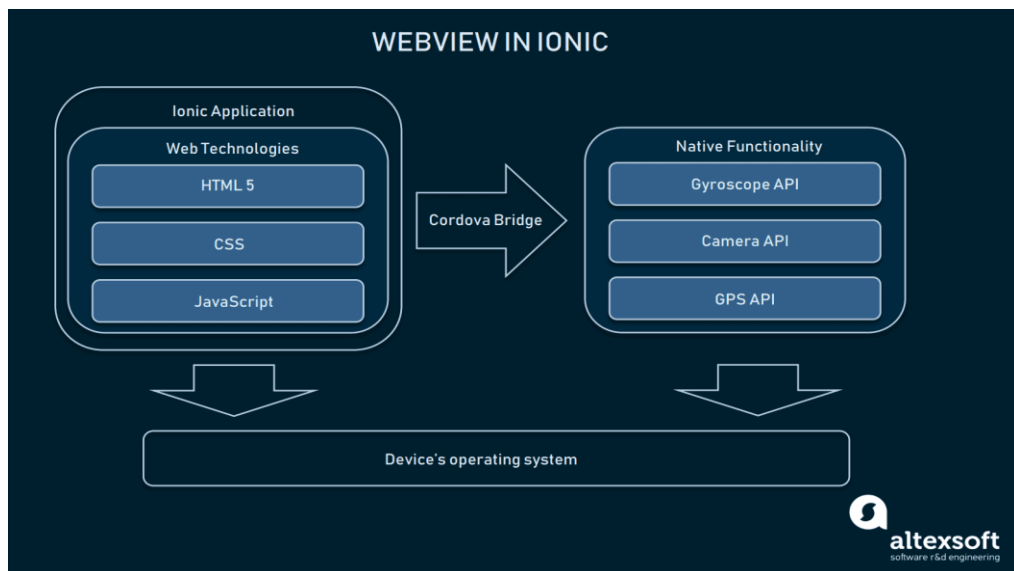 WEBVIEW IN IONIC
Ionic Application
Web Technologies
HTML 5
CSS
JavaScript
Cordova Bridge
Native Functionality
Gyroscope API
Camera API
GPS API
Device's operating system
altexsoft
software r&d engineering